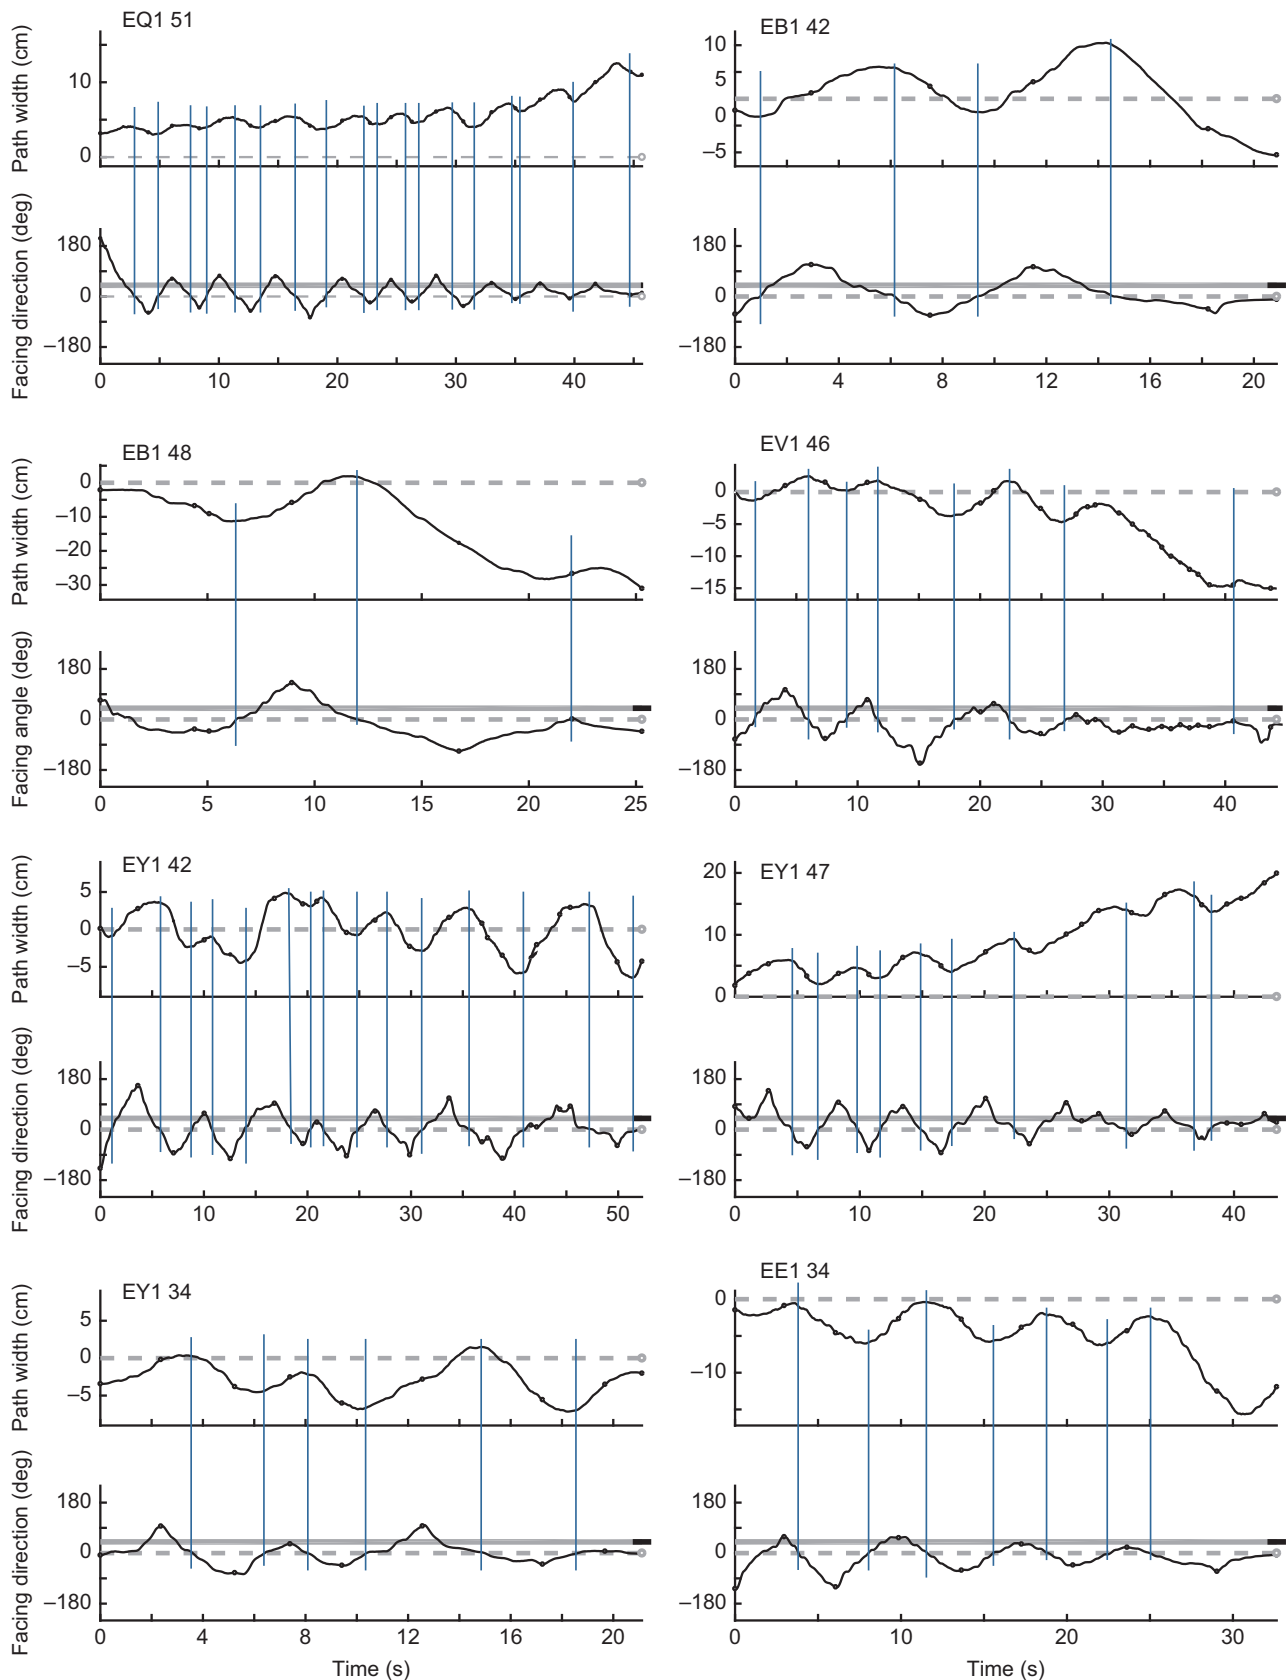 EQ1 51
Path width (cm)
10
0
Facing direction (deg)
180
0
–180
0 10 20 30 40
EB1 42
10
5
0
–5
180
0
–180
0 4 8 12 16 20
EB1 48
Path width (cm)
0
–10
–20
–30
Facing angle (deg)
180
0
–180
0 5 10 15 20 25
EV1 46
0
–5
–10
–15
180
0
–180
0 10 20 30 40
EY1 42
Path width (cm)
5
0
–5
Facing direction (deg)
180
0
–180
0 10 20 30 40 50
EY1 47
20
10
0
180
0
–180
0 10 20 30 40
EY1 34
Path width (cm)
5
0
–5
Facing direction (deg)
180
0
–180
0 4 8 12 16 20
Time (s)
EE1 34
0
–10
180
0
–180
0 10 20 30
Time (s)